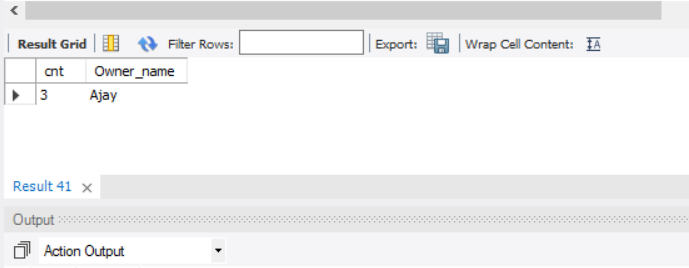 Result Grid Filter Rows: Export: Wrap Cell Content:
cnt Owner_name
3 Ajay
Result 41
Output
Action Output